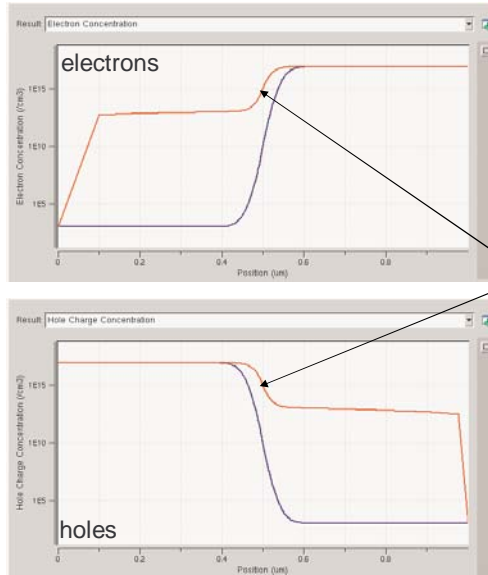 Result: Electron Concentration
electrons
Electron Concentration (/cm3)
1E15
1E10
1E5
0
0.2
0.4
0.6
0.8
Position (um)
Result: Hole Charge Concentration
Hole Charge Concentration (/cm3)
1E15
1E10
1E5
holes
0
0.2
0.4
0.6
0.8
Position (um)